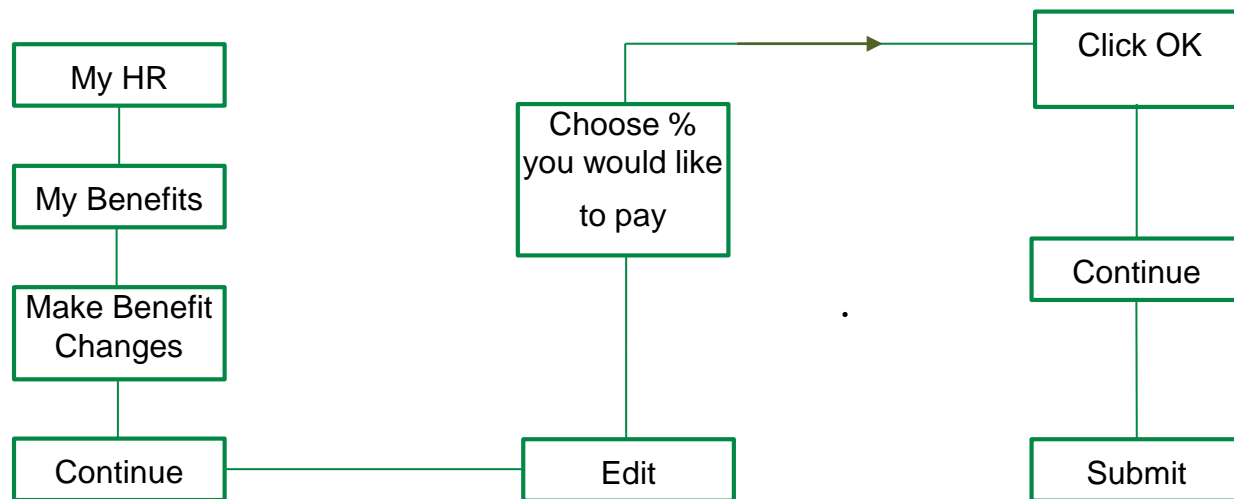 My HR
My Benefits
Make Benefit
Changes
Continue
Edit
Choose %
you would like
to pay
Click OK
Continue
Submit
.